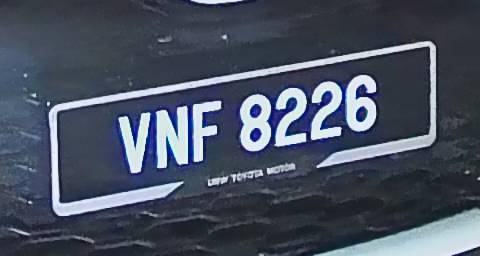 VNF 8226
UMW TOYOTA MOTOR